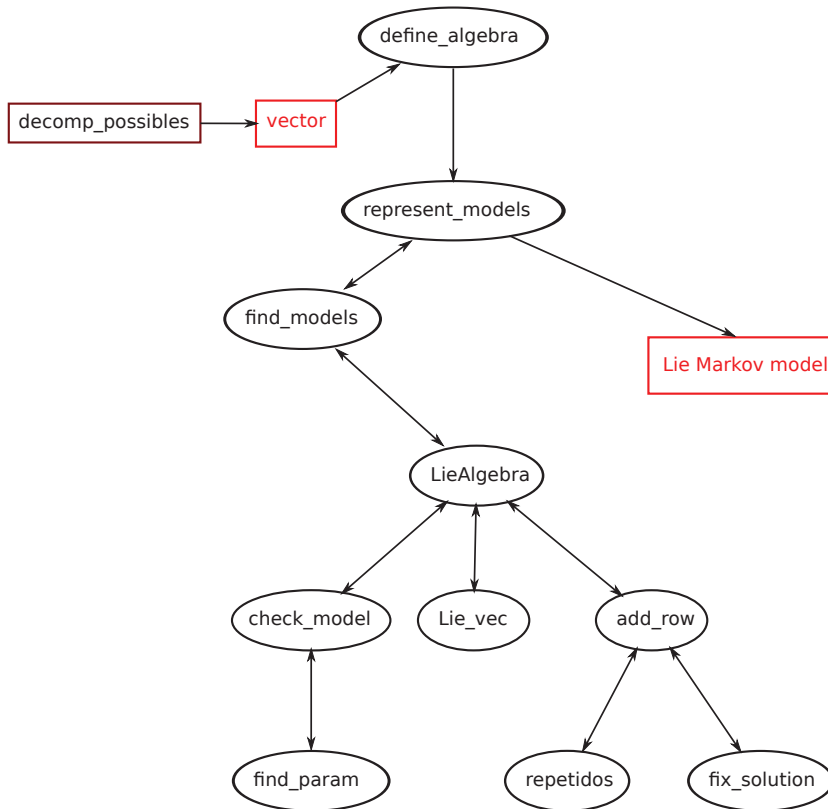 define_algebra
decomp_possibles
vector
represent_models
find_models
Lie Markov model
LieAlgebra
check_model
Lie_vec
add_row
find_param
repetidos
fix_solution